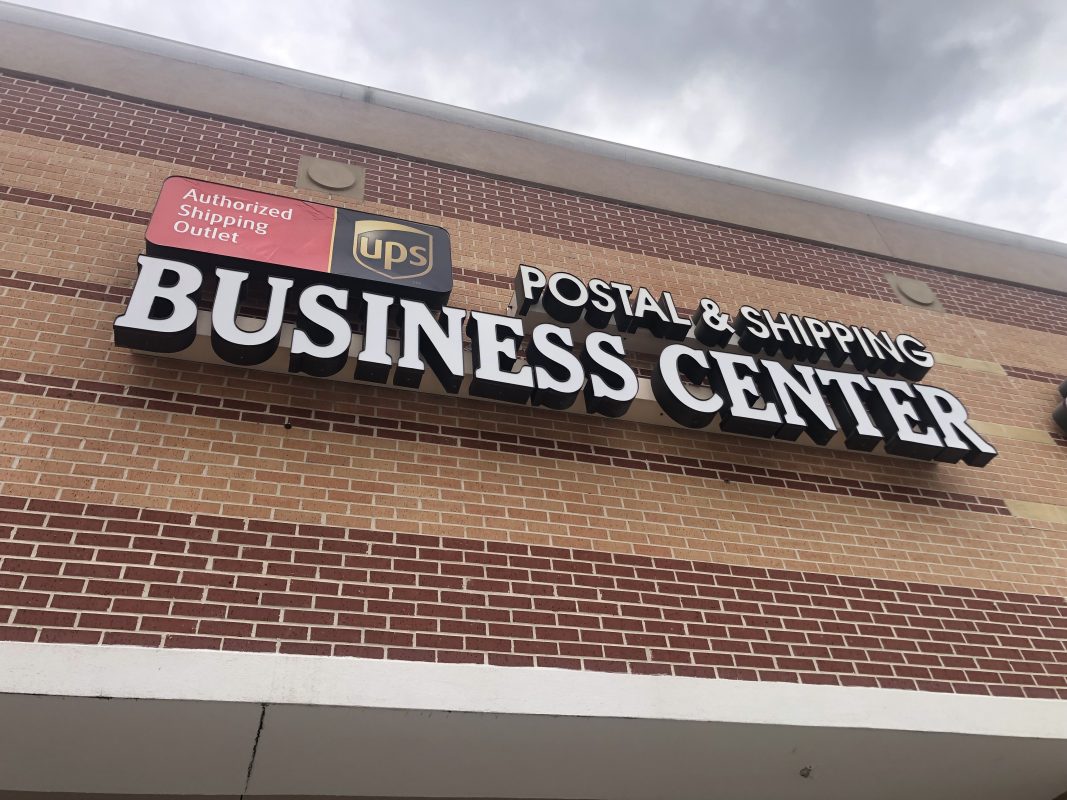 Authorized
Shipping
Outlet
ups
POSTAL & SHIPPING
BUSINESS CENTER